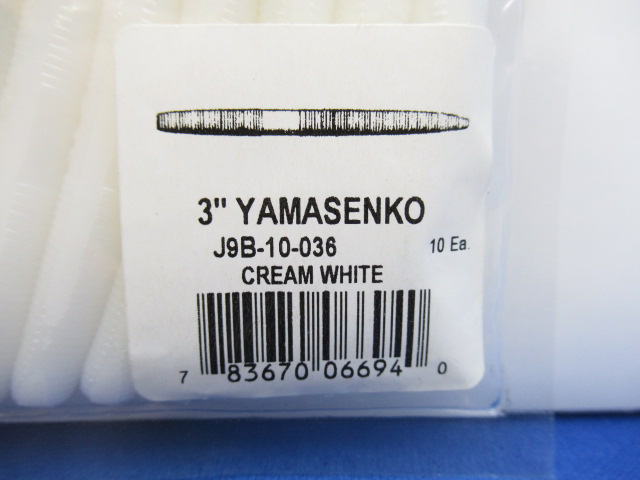 3" YAMASENKO
J9B-10-036 10 Ea.
CREAM WHITE
7 83670 06694 0